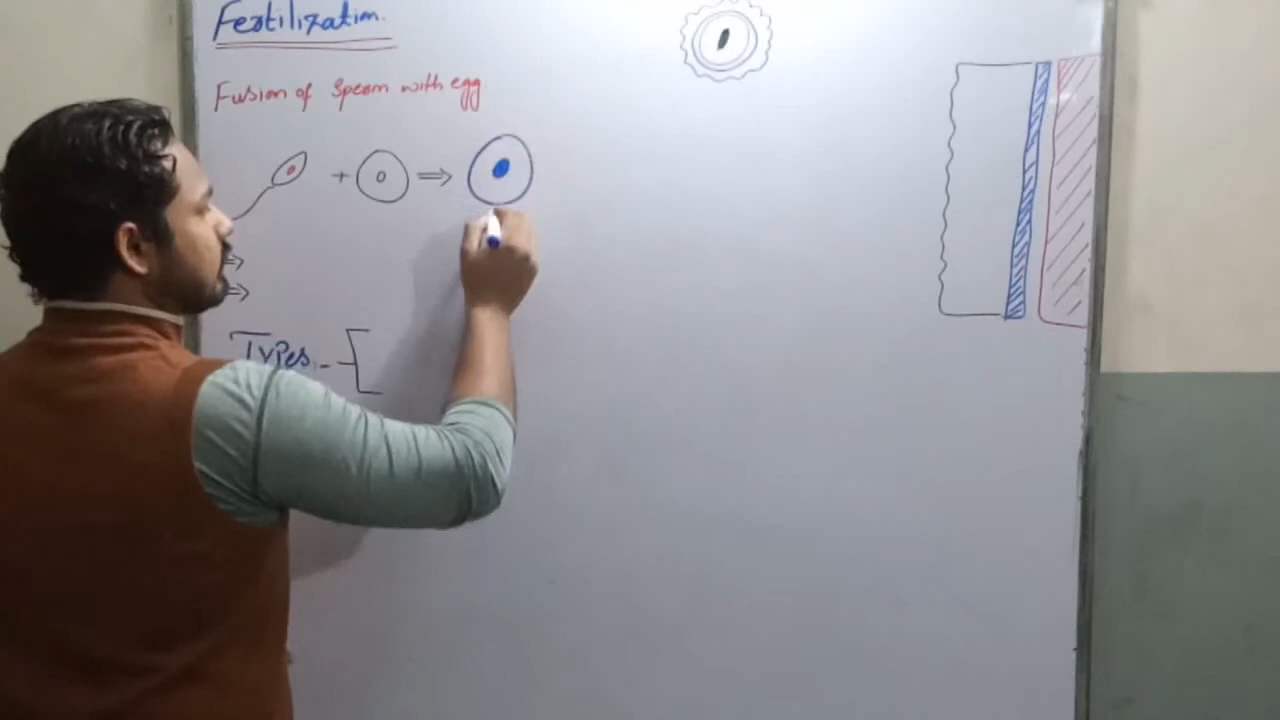 Fertilization.
Fusion of sperm with egg
+ ⇒
⇒
⇒
Types:-